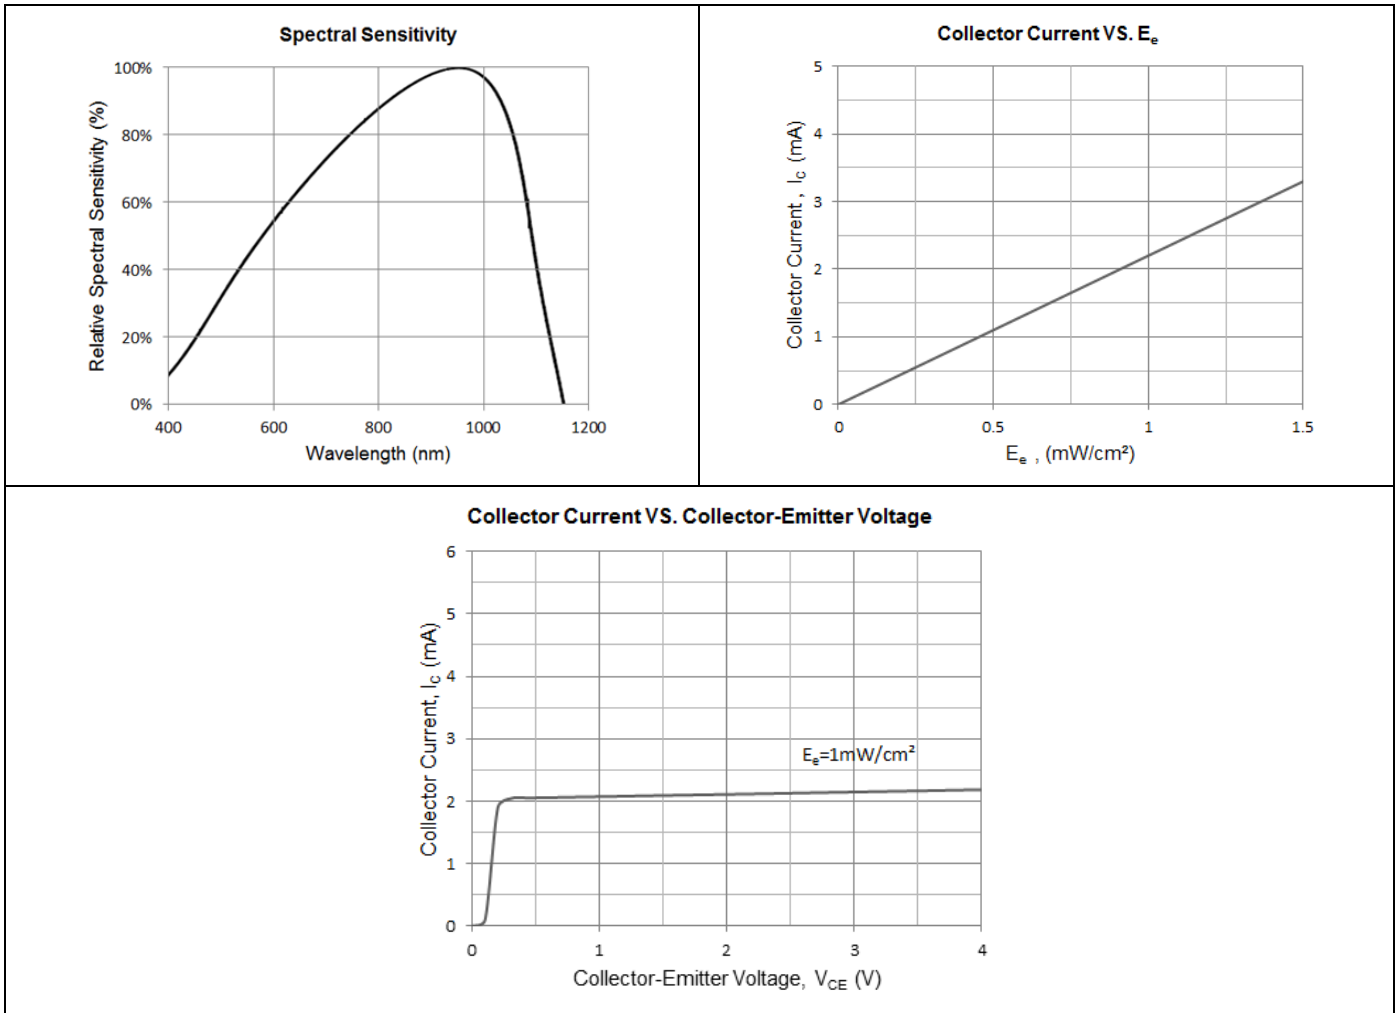 Spectral Sensitivity
Relative Spectral Sensitivity (%)
100%
80%
60%
40%
20%
0%
400 600 800 1000 1200
Wavelength (nm)
Collector Current VS. Eₑ
Collector Current , I_C (mA)
5
4
3
2
1
0
0 0.5 1 1.5
Eₑ , (mW/cm²)
Collector Current VS. Collector-Emitter Voltage
Collector Current, I_C (mA)
6
5
4
3
2
1
0
Eₑ=1mW/cm²
0 1 2 3 4
Collector-Emitter Voltage, V_CE (V)